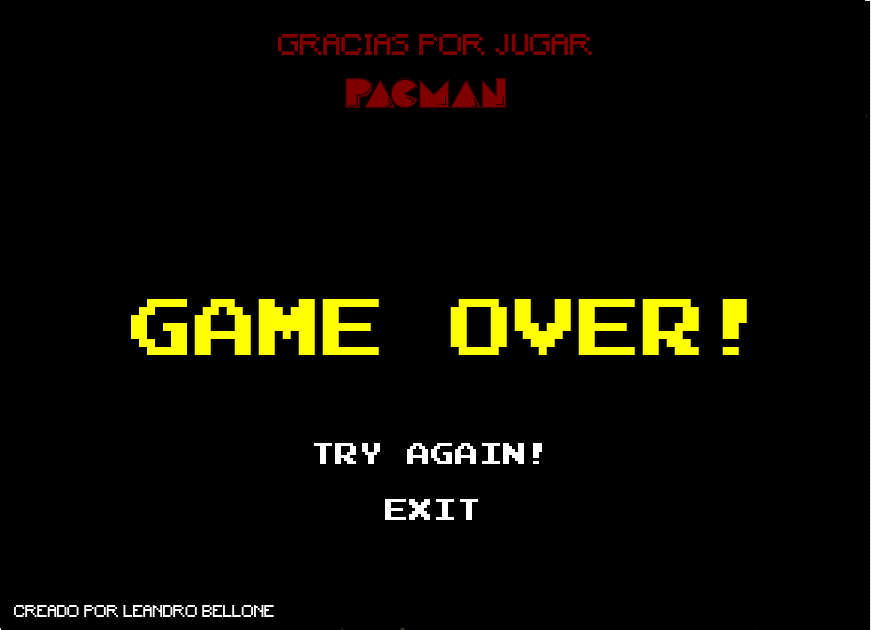 GRACIAS POR JUGAR
PACMAN
GAME OVER!
TRY AGAIN!
EXIT
CREADO POR LEANDRO BELLONE